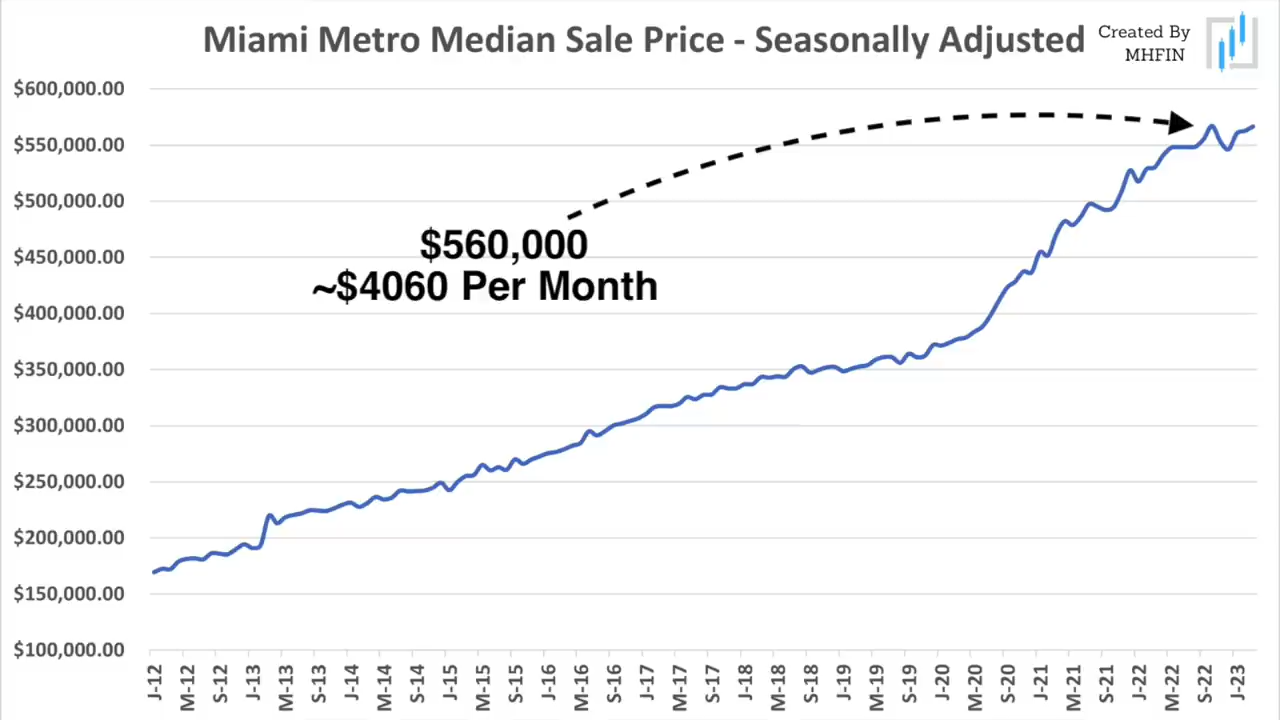 Miami Metro Median Sale Price - Seasonally Adjusted
Created By
MHFIN
$600,000.00
$550,000.00
$500,000.00
$450,000.00
$400,000.00
$350,000.00
$300,000.00
$250,000.00
$200,000.00
$150,000.00
$100,000.00
$560,000
~$4060 Per Month
J-12
M-12
S-12
J-13
M-13
S-13
J-14
M-14
S-14
J-15
M-15
S-15
J-16
M-16
S-16
J-17
M-17
S-17
J-18
M-18
S-18
J-19
M-19
S-19
J-20
M-20
S-20
J-21
M-21
S-21
J-22
M-22
S-22
J-23